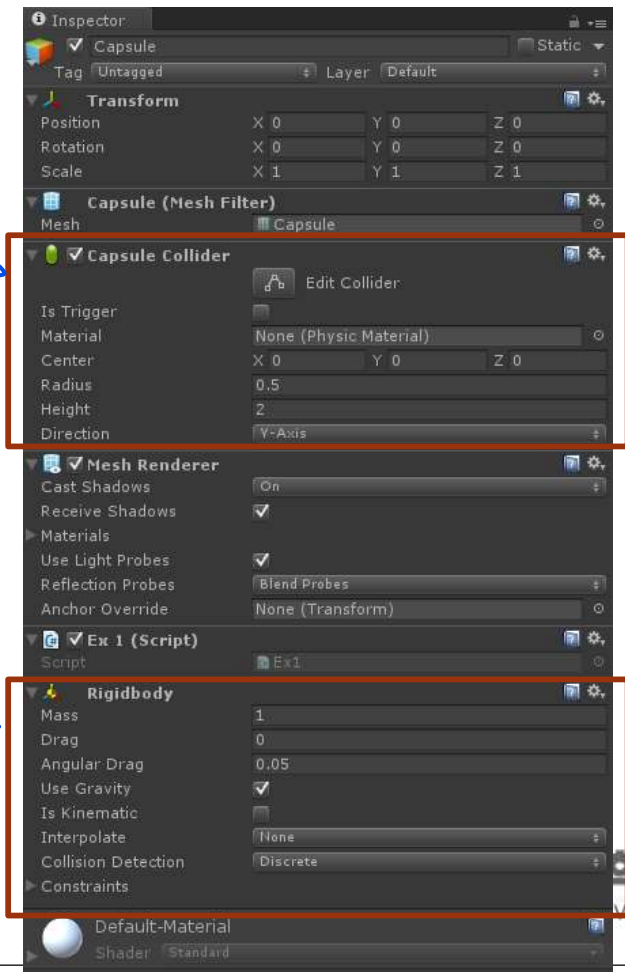 Inspector
Capsule Static
Tag Untagged Layer Default
Transform
Position X 0 Y 0 Z 0
Rotation X 0 Y 0 Z 0
Scale X 1 Y 1 Z 1
Capsule (Mesh Filter)
Mesh Capsule
Capsule Collider
Edit Collider
Is Trigger
Material None (Physic Material)
Center X 0 Y 0 Z 0
Radius 0.5
Height 2
Direction Y-Axis
Mesh Renderer
Cast Shadows On
Receive Shadows
Materials
Use Light Probes
Reflection Probes Blend Probes
Anchor Override None (Transform)
Ex 1 (Script)
Script Ex1
Rigidbody
Mass 1
Drag 0
Angular Drag 0.05
Use Gravity
Is Kinematic
Interpolate None
Collision Detection Discrete
Constraints
Default-Material
Shader Standard